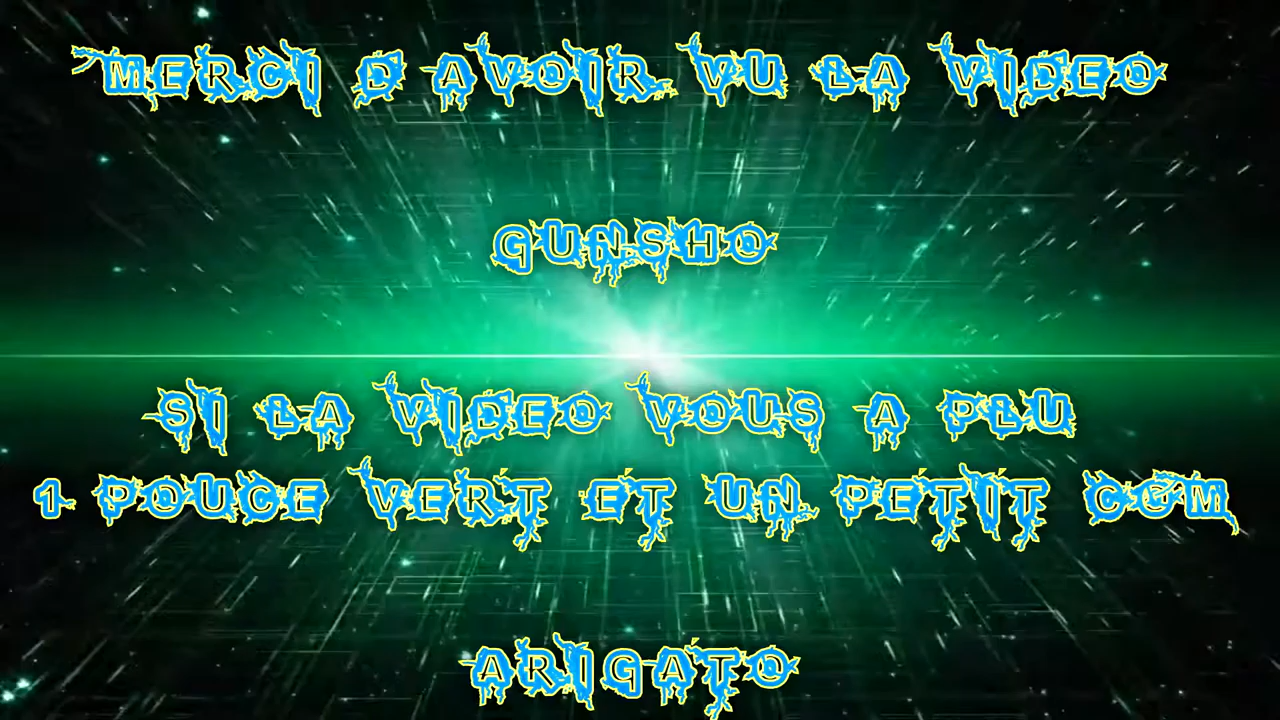 MERCI D AVOIR VU LA VIDEO
GUNSHO
SI LA VIDEO VOUS A PLU
1 POUCE VERT ET UN PETIT COM
ARIGATO